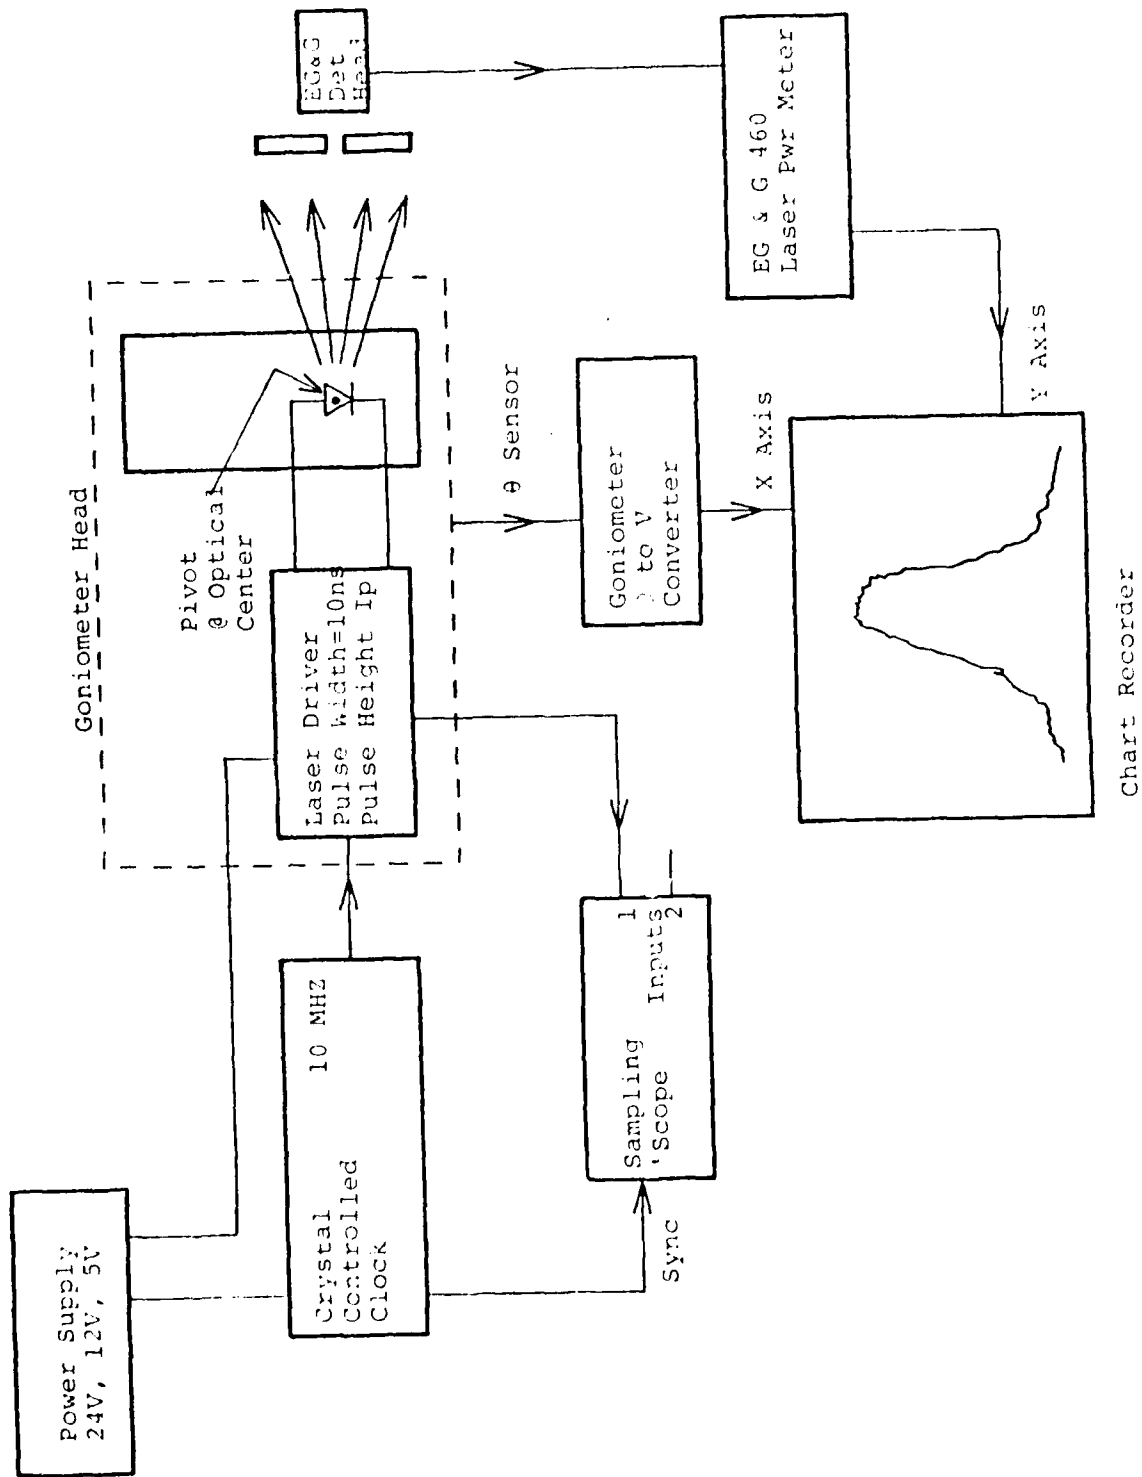 Power Supply
24V, 12V, 5V
Crystal
Controlled
Clock
10 MHZ
Sync
Sampling
'Scope
Inputs
1
2
Goniometer Head
Laser Driver
Pulse Width=10ns
Pulse Height Ip
Pivot
@ Optical
Center
θ Sensor
Goniometer
to V
Converter
X Axis
Y Axis
Chart Recorder
EG&G
Det
Head
EG & G 460
Laser Pwr Meter